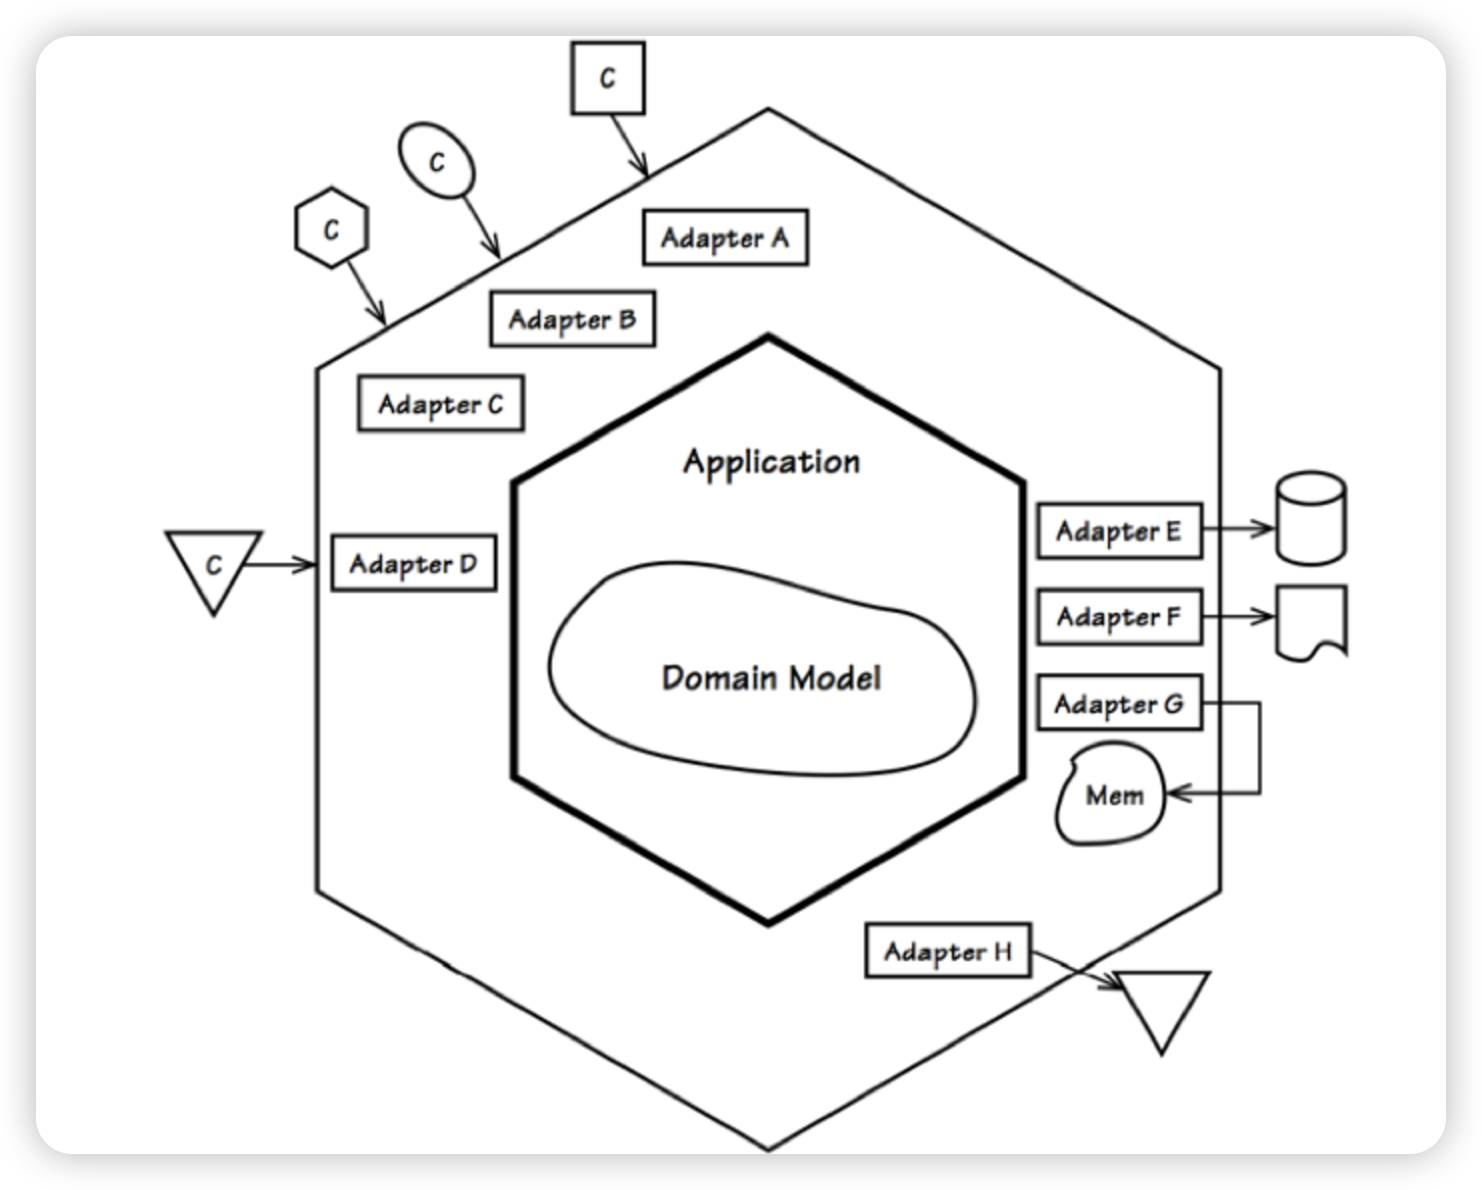 C
C
C
Adapter A
Adapter B
Adapter C
Application
Adapter E
C
Adapter D
Adapter F
Domain Model
Adapter G
Mem
Adapter H